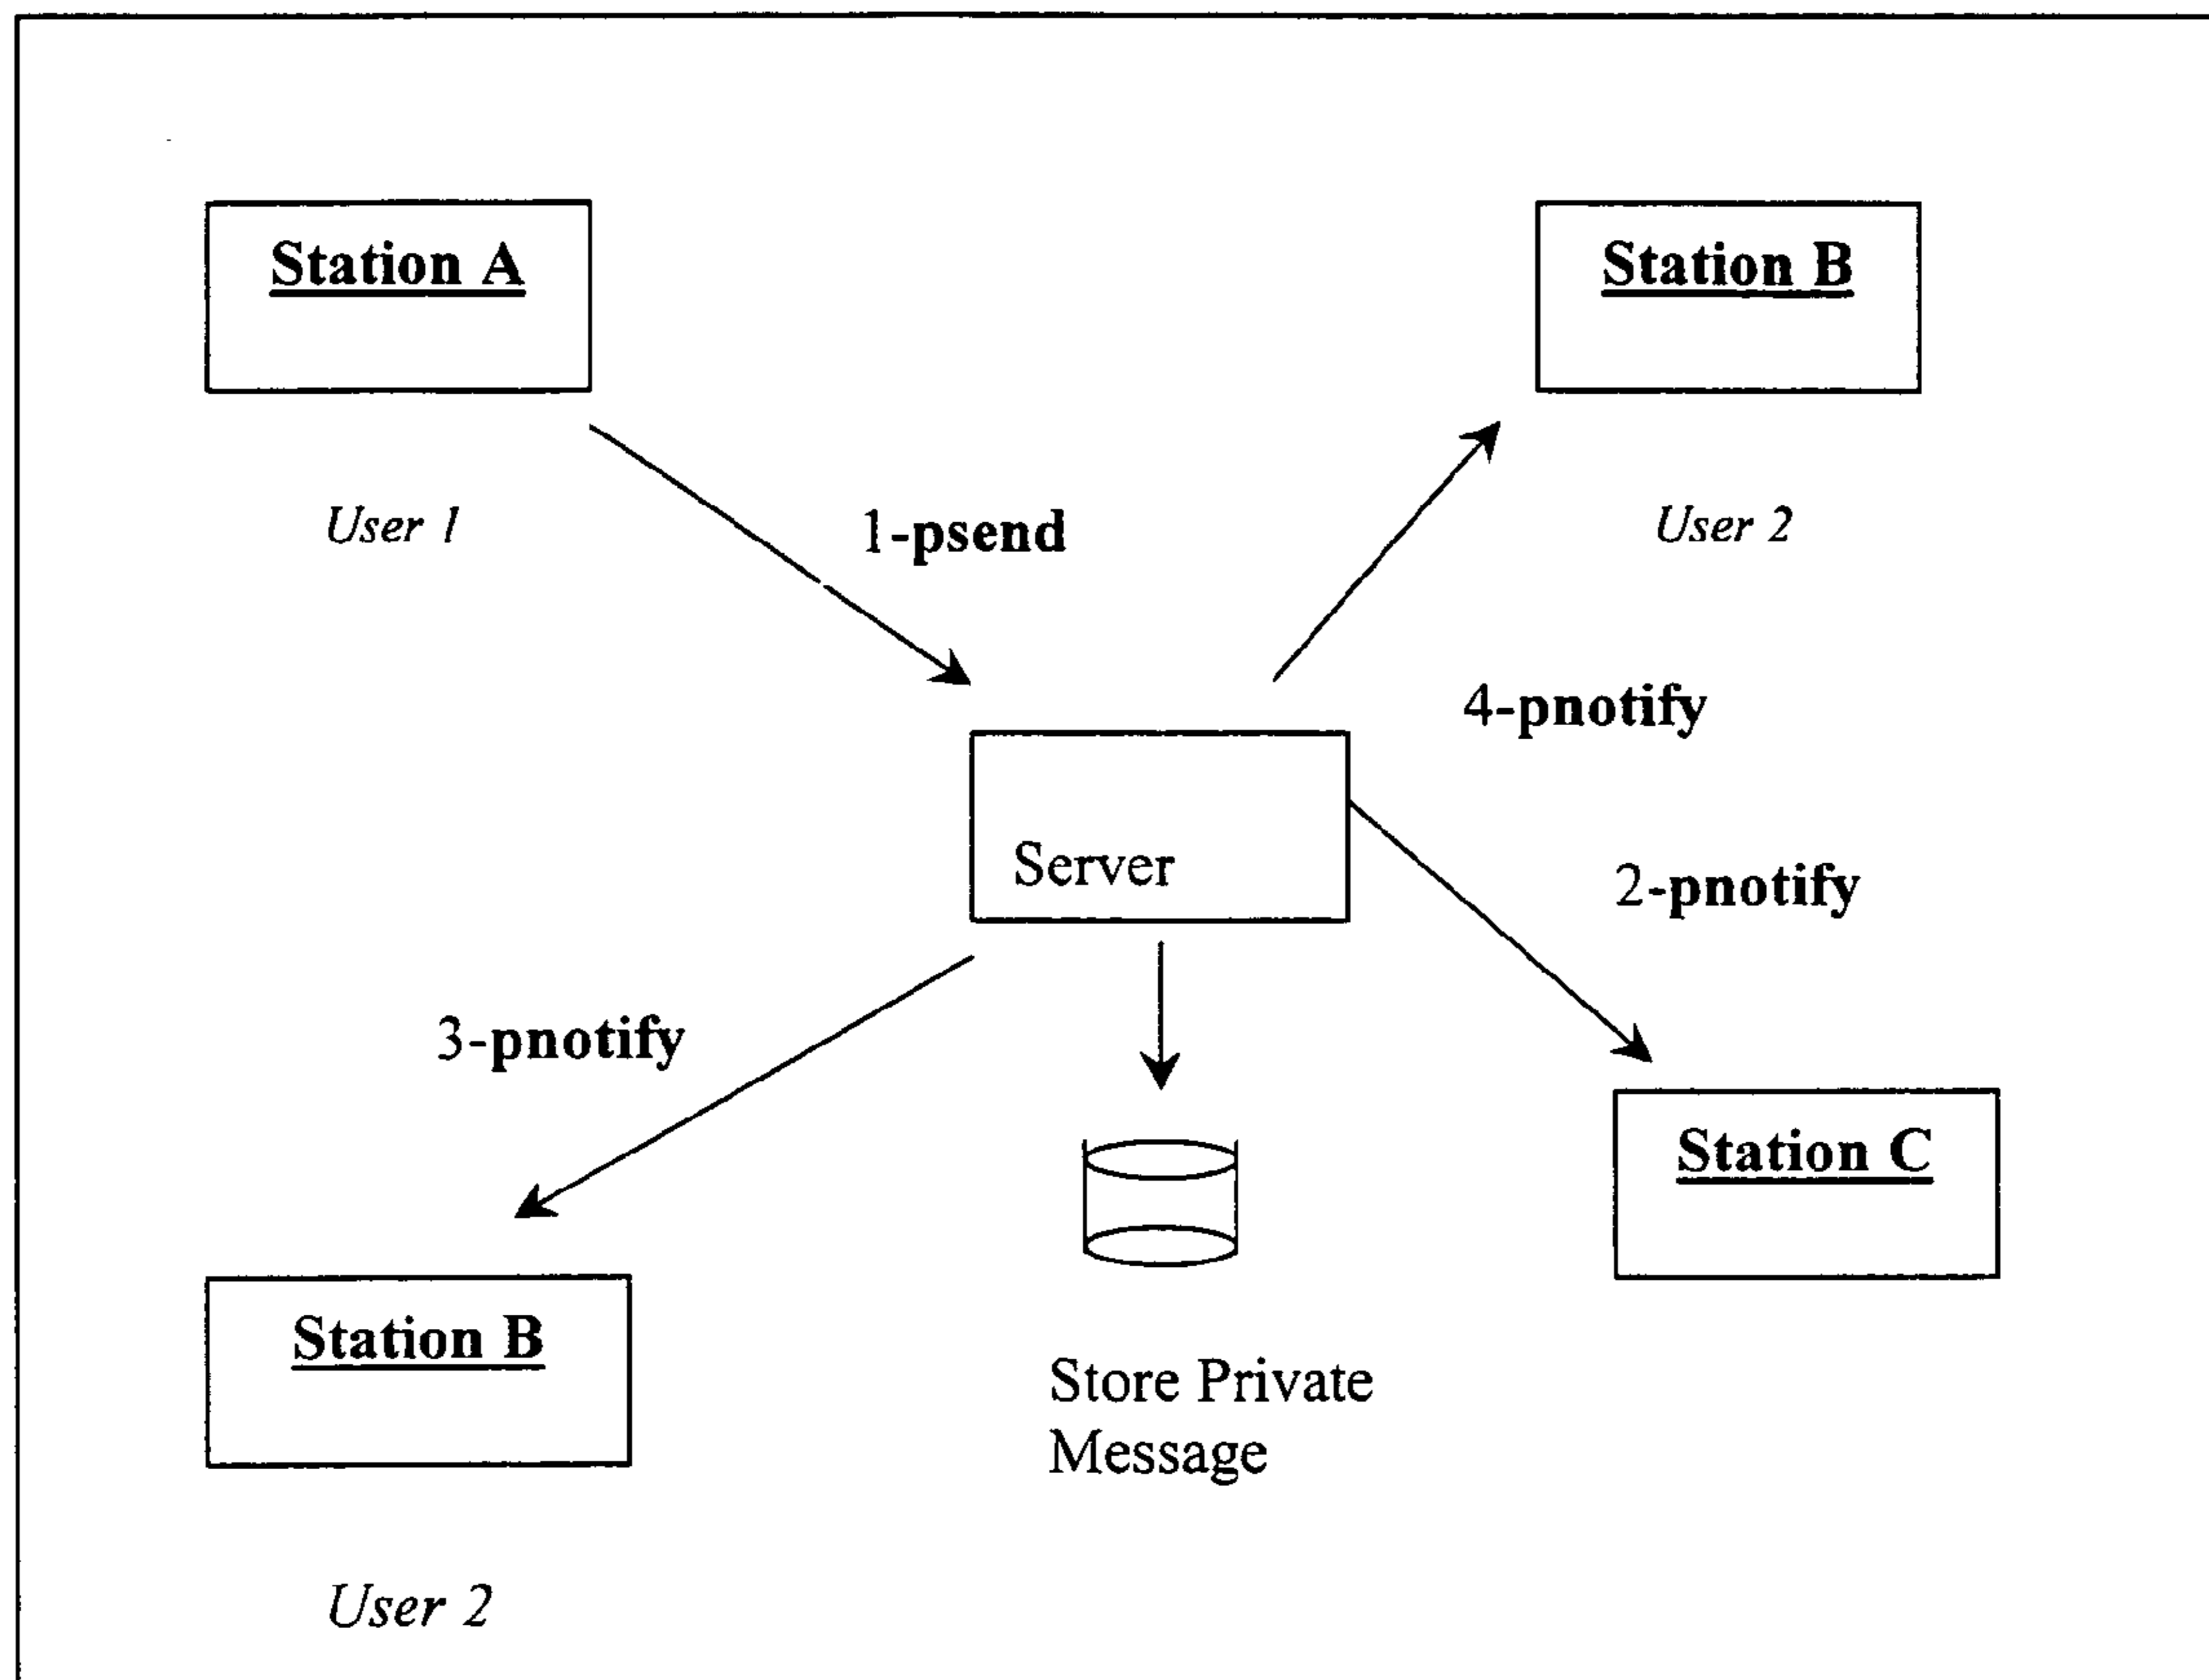 Station A
Station B
User 1
1-psend
User 2
4-pnotify
Server
2-pnotify
3-pnotify
Station C
Station B
Store Private
Message
User 2